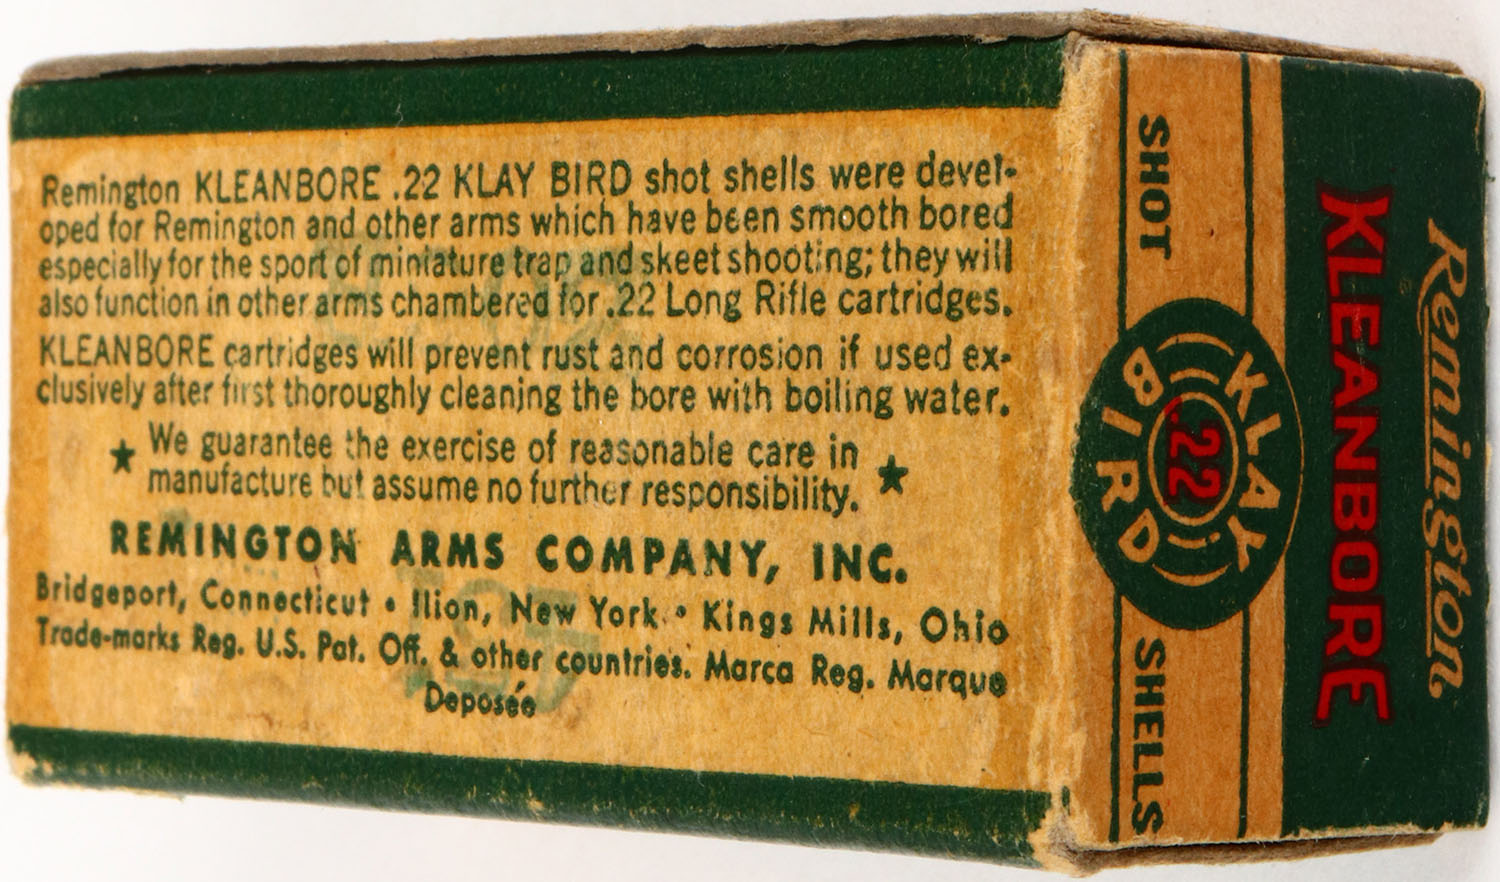 Remington KLEANBORE .22 KLAY BIRD shot shells were devel-
oped for Remington and other arms which have been smooth bored
especially for the sport of miniature trap and skeet shooting; they will
also function in other arms chambered for .22 Long Rifle cartridges.
KLEANBORE cartridges will prevent rust and corrosion if used ex-
clusively after first thoroughly cleaning the bore with boiling water.
★ We guarantee the exercise of reasonable care in ★
manufacture but assume no further responsibility.
REMINGTON ARMS COMPANY, INC.
Bridgeport, Connecticut • Ilion, New York • Kings Mills, Ohio
Trade-marks Reg. U.S. Pat. Off. & other countries. Marca Reg. Marque
Deposée
Remington
KLEANBORE
SHOT
KLAY
.22
BIRD
SHELLS